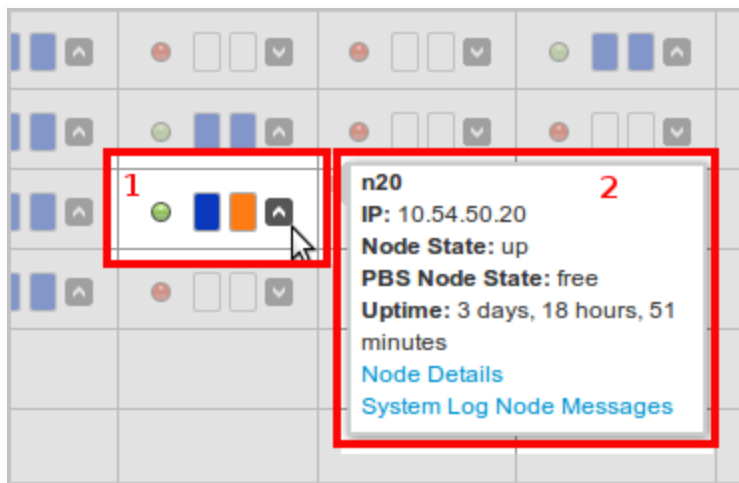 1
2
n20
IP: 10.54.50.20
Node State: up
PBS Node State: free
Uptime: 3 days, 18 hours, 51
minutes
Node Details
System Log Node Messages